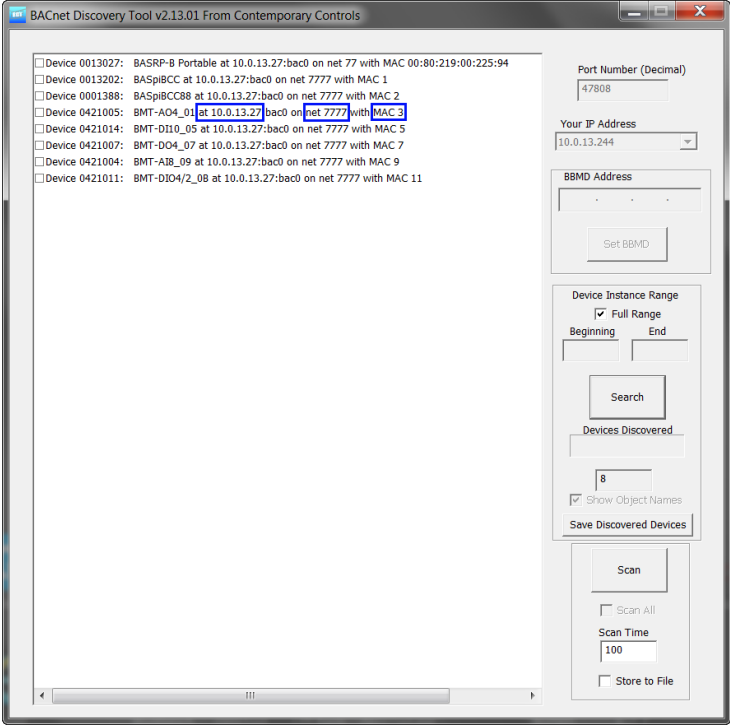 BACnet Discovery Tool v2.13.01 From Contemporary Controls
Device 0013027: BASRP-B Portable at 10.0.13.27:bac0 on net 77 with MAC 00:80:219:00:225:94
Device 0013202: BASpiBCC at 10.0.13.27:bac0 on net 7777 with MAC 1
Device 0001388: BASpiBCC88 at 10.0.13.27:bac0 on net 7777 with MAC 2
Device 0421005: BMT-AO4_01 at 10.0.13.27:bac0 on net 7777 with MAC 3
Device 0421014: BMT-DI10_05 at 10.0.13.27:bac0 on net 7777 with MAC 5
Device 0421007: BMT-DO4_07 at 10.0.13.27:bac0 on net 7777 with MAC 7
Device 0421004: BMT-AI8_09 at 10.0.13.27:bac0 on net 7777 with MAC 9
Device 0421011: BMT-DIO4/2_0B at 10.0.13.27:bac0 on net 7777 with MAC 11
Port Number (Decimal)
47808
Your IP Address
10.0.13.244
BBMD Address
. . .
Set BBMD
Device Instance Range
Full Range
Beginning End
Search
Devices Discovered
8
Show Object Names
Save Discovered Devices
Scan
Scan All
Scan Time
100
Store to File